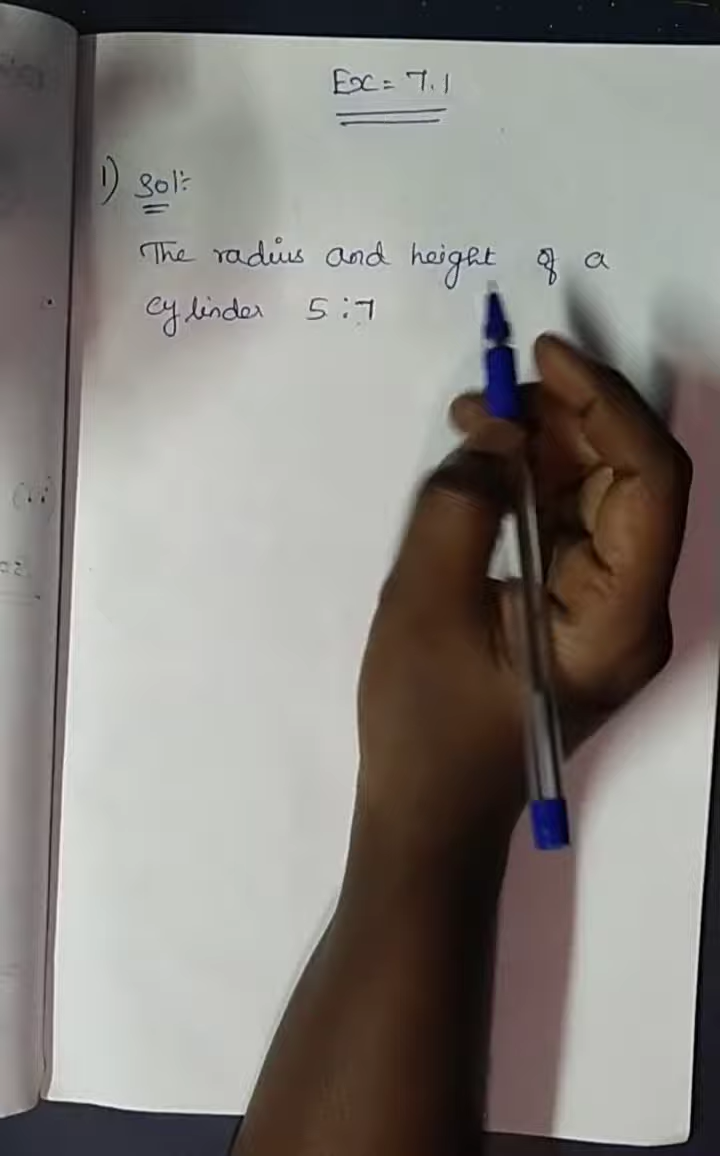 Ex = 7.1
1) Sol:-
The radius and height of a
cylinder 5:7